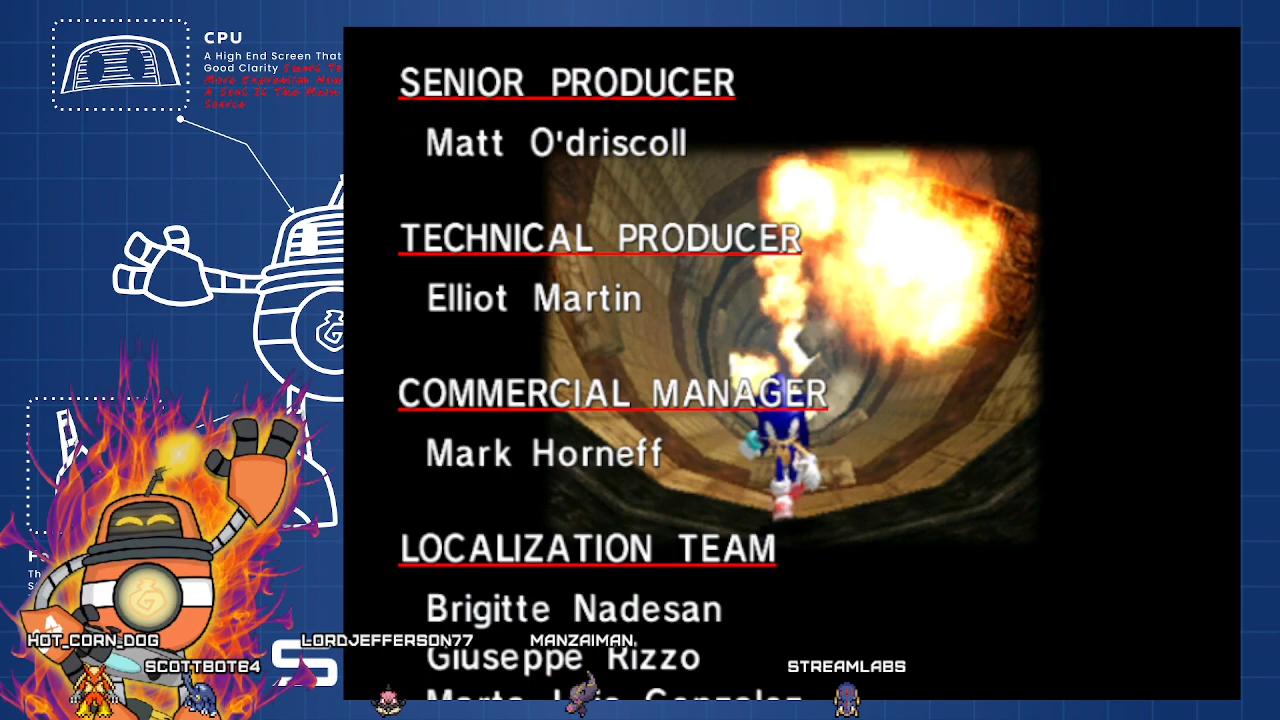 CPU
A High End Screen That
Good Clarity
SENIOR PRODUCER
Matt O'driscoll
TECHNICAL PRODUCER
Elliot Martin
COMMERCIAL MANAGER
Mark Horneff
LOCALIZATION TEAM
Brigitte Nadesan
Giuseppe Rizzo
HOT_CORN_DOG
LORDJEFFERSON77
MANZAIMAN
SCOTTBOT64
STREAMLABS